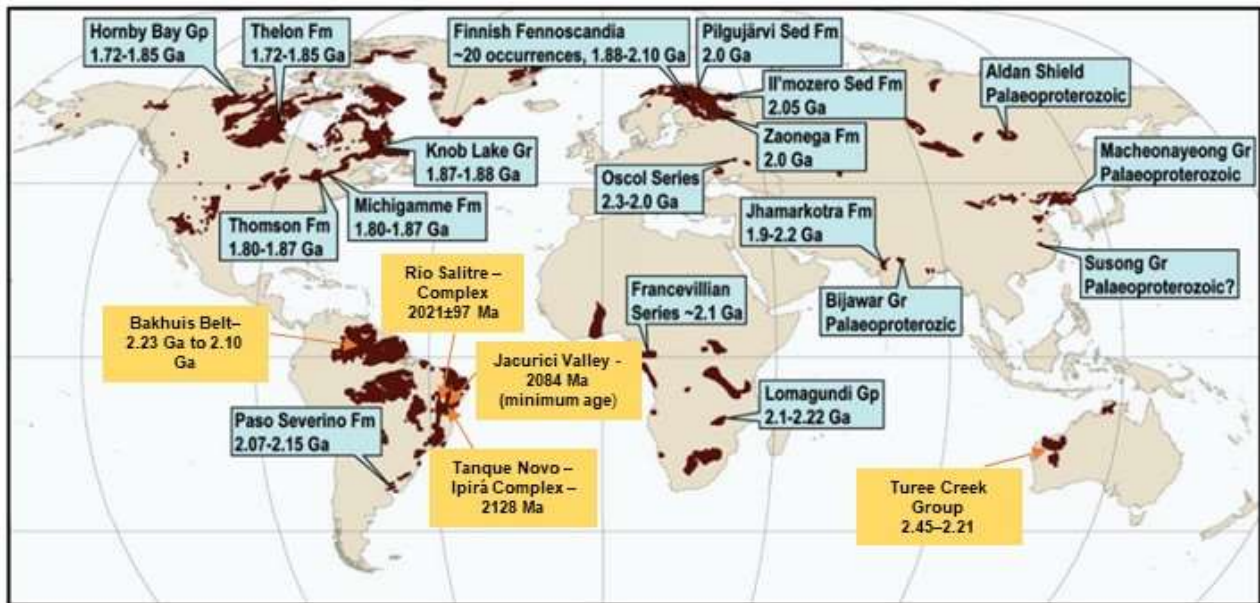 Hornby Bay Gp
1.72-1.85 Ga
Thelon Fm
1.72-1.85 Ga
Finnish Fennoscandia
~20 occurrences, 1.88-2.10 Ga
Pilgujärvi Sed Fm
2.0 Ga
Il'mozero Sed Fm
2.05 Ga
Aldan Shield
Palaeoproterozoic
Zaonega Fm
2.0 Ga
Macheonayeong Gr
Palaeoproterozoic
Knob Lake Gr
1.87-1.88 Ga
Oscol Series
2.3-2.0 Ga
Thomson Fm
1.80-1.87 Ga
Michigamme Fm
1.80-1.87 Ga
Jhamarkotra Fm
1.9-2.2 Ga
Susong Gr
Palaeoproterozoic?
Bijawar Gr
Palaeoproterozic
Rio Salitre –
Complex
2021±97 Ma
Francevillian
Series ~2.1 Ga
Bakhuis Belt–
2.23 Ga to 2.10
Ga
Jacurici Valley -
2084 Ma
(minimum age)
Paso Severino Fm
2.07-2.15 Ga
Lomagundi Gp
2.1-2.22 Ga
Tanque Novo –
Ipirá Complex –
2128 Ma
Turee Creek
Group
2.45–2.21